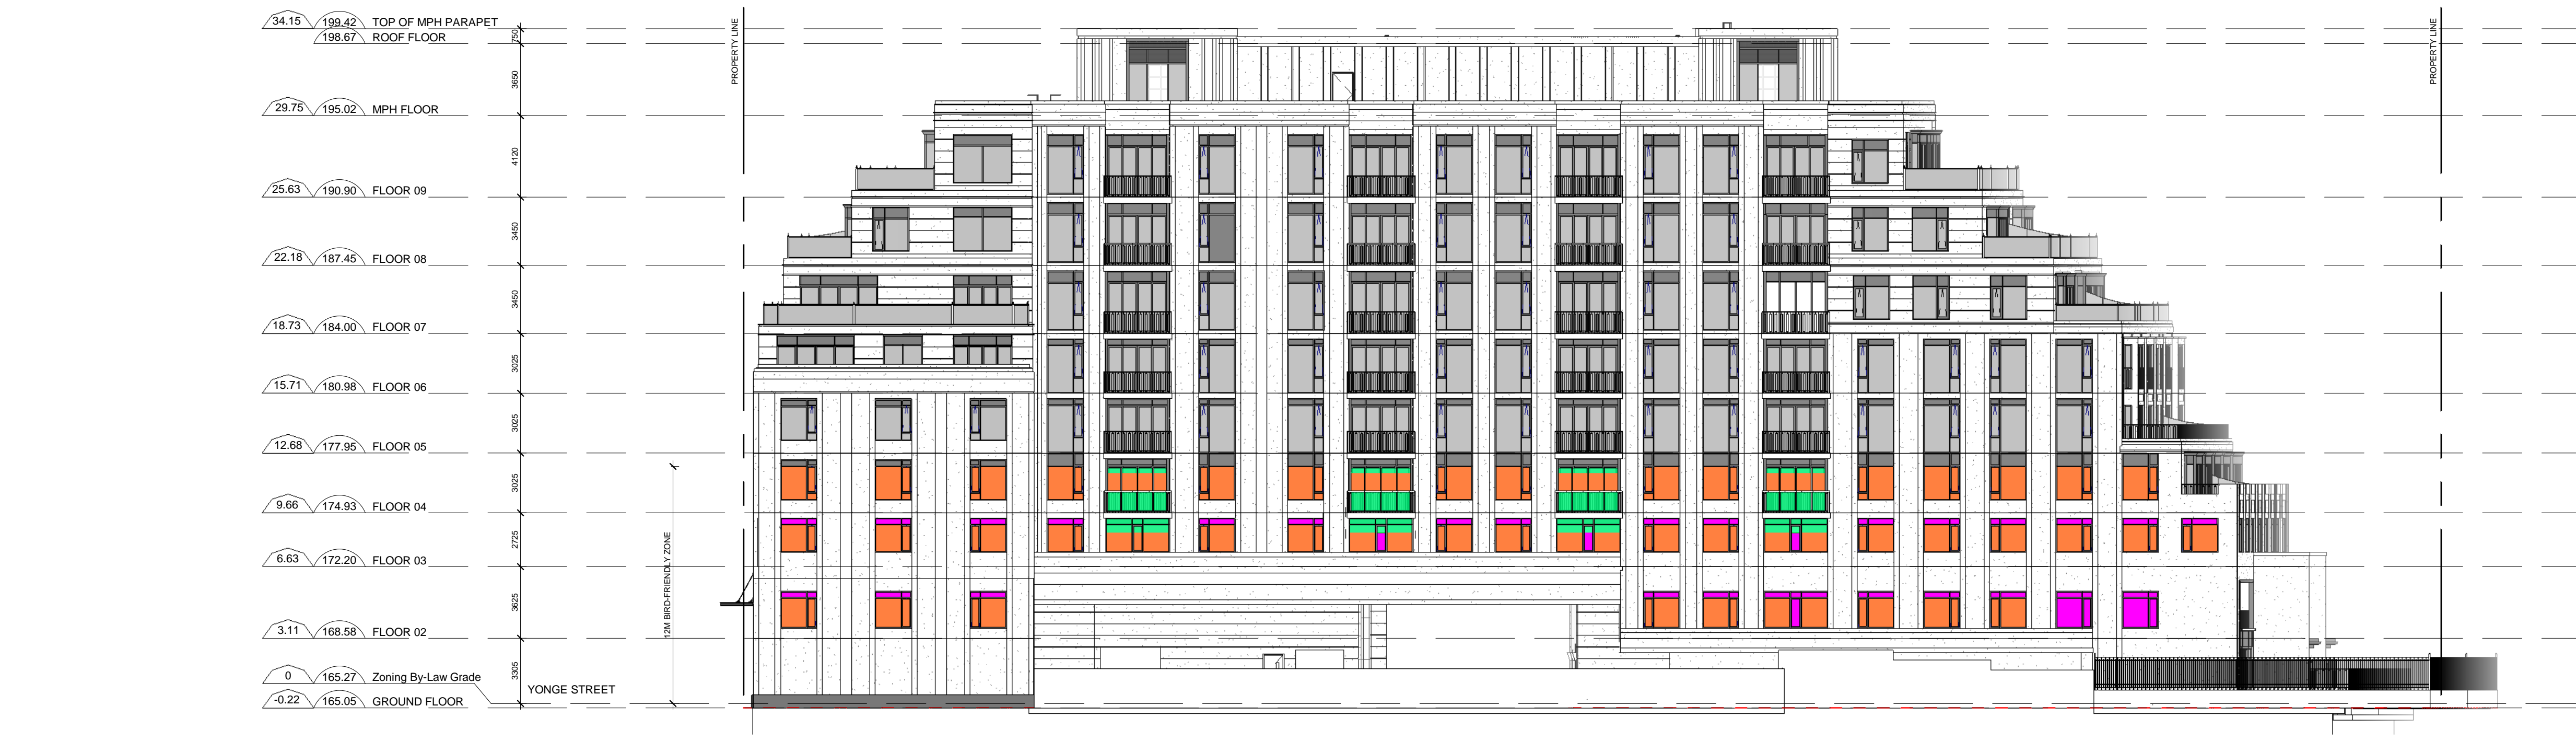 34.15 199.42 TOP OF MPH PARAPET
198.67 ROOF FLOOR
750
3650
29.75 195.02 MPH FLOOR
4120
25.63 190.90 FLOOR 09
3450
22.18 187.45 FLOOR 08
3450
18.73 184.00 FLOOR 07
3025
15.71 180.98 FLOOR 06
3025
12.68 177.95 FLOOR 05
3025
9.66 174.93 FLOOR 04
2725
6.63 172.20 FLOOR 03
3625
3.11 168.58 FLOOR 02
3305
0 165.27 Zoning By-Law Grade
-0.22 165.05 GROUND FLOOR
YONGE STREET
12M BIRD-FRIENDLY ZONE
PROPERTY LINE
PROPERTY LINE